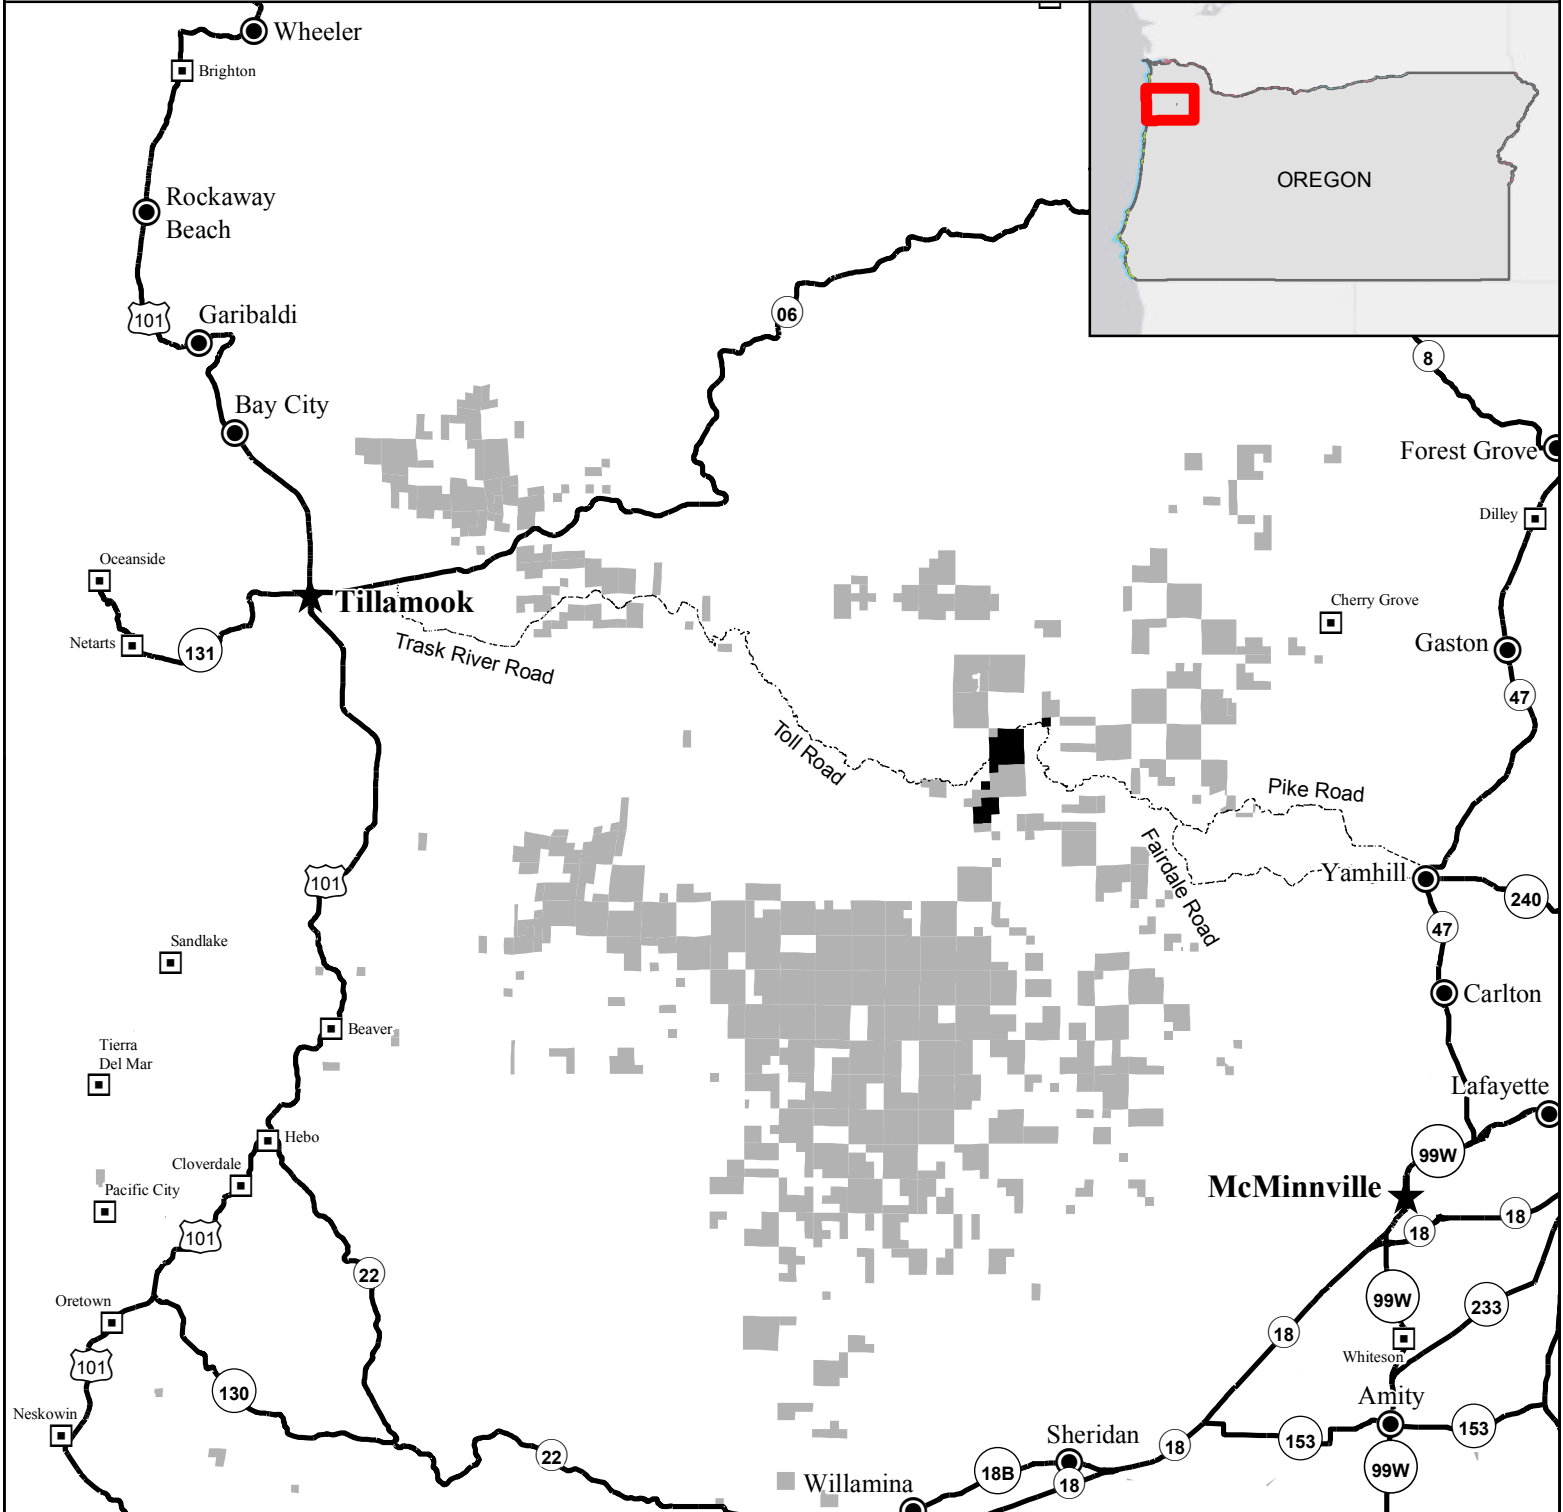 Wheeler
Brighton
OREGON
Rockaway
Beach
06
101
Garibaldi
8
Bay City
Forest Grove
Dilley
Oceanside
Tillamook
Cherry Grove
Netarts
131
Trask River Road
Gaston
47
Toll Road
Pike Road
Fairdale Road
101
Yamhill
240
47
Sandlake
Carlton
Beaver
Tierra
Del Mar
Lafayette
Hebo
99W
Cloverdale
Pacific City
McMinnville
18
18
101
22
99W
233
Oretown
18
101
Whiteson
130
Amity
Neskowin
153
153
Sheridan
18
22
18B
99W
18
Willamina